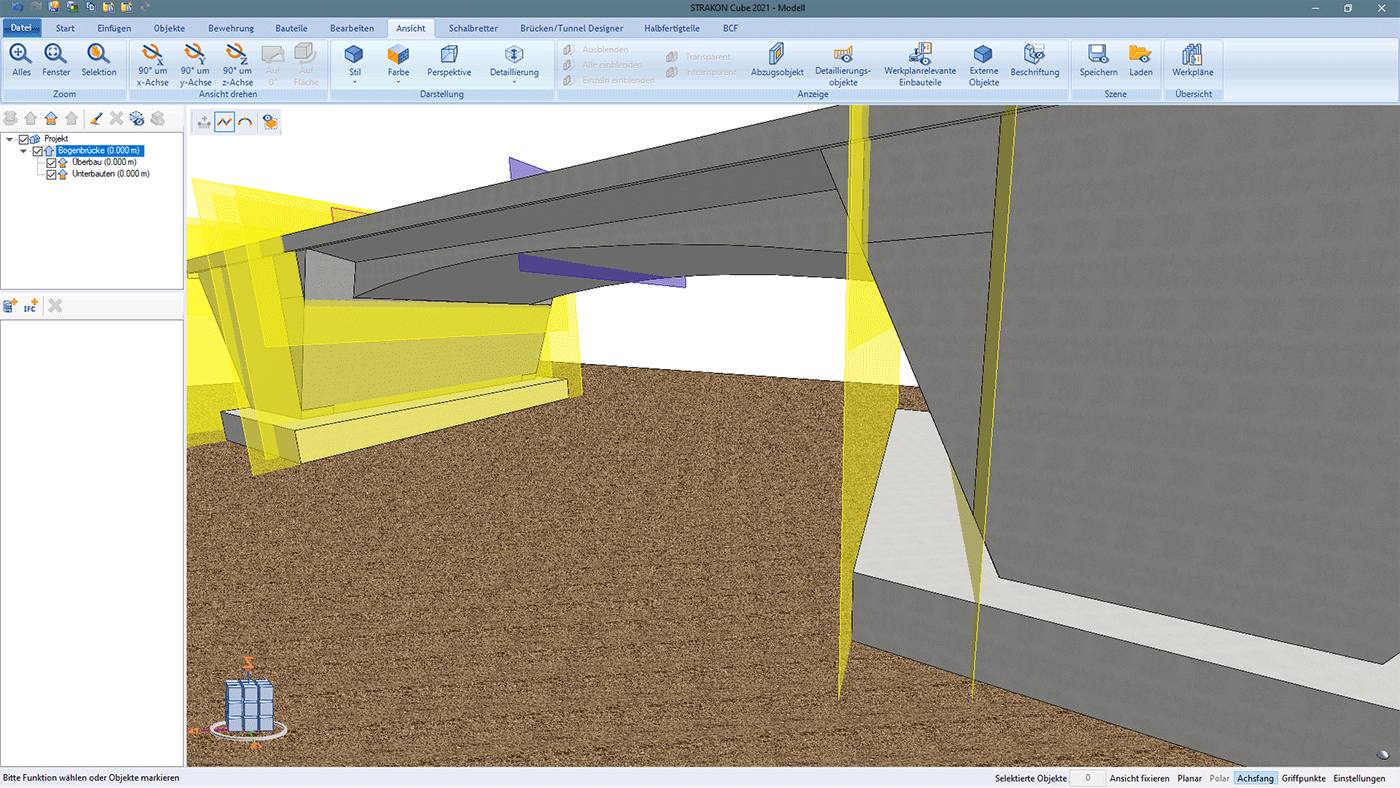 STRAKON Cube 2021 - Modell
Datei Start Einfügen Objekte Bewehrung Bauteile Bearbeiten Ansicht Schalbretter Brücken/Tunnel Designer Halbfertigteile BCF
Alles Fenster Selektion
Zoom
90° um x-Achse
90° um y-Achse
90° um z-Achse
Auf 0°
Auf Fläche
Ansicht drehen
Stil Farbe Perspektive Detaillierung
Darstellung
Ausblenden
Alle einblenden
Einzeln einblenden
Transparent
Intransparent
Abzugsobjekt
Detaillierungs-
objekte
Werkplanrelevante
Einbauteile
Externe
Objekte
Beschriftung
Anzeige
Speichern Laden
Szene
Werkpläne
Übersicht
Projekt
Bogenbrücke (0.000 m)
Überbau (0.000 m)
Unterbauten (0.000 m)
IFC
Z
Bitte Funktion wählen oder Objekte markieren
Selektierte Objekte 0 Ansicht fixieren Planar Polar Achsfang Griffpunkte Einstellungen